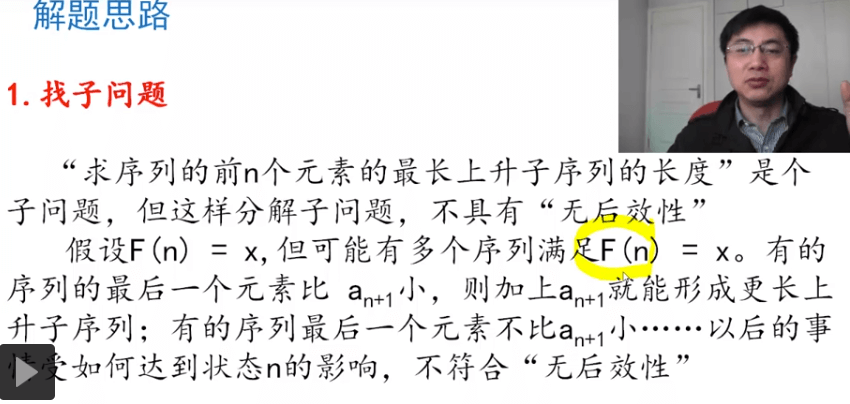 解题思路
1.找子问题
“求序列的前n个元素的最长上升子序列的长度”是个
子问题，但这样分解子问题，不具有“无后效性”
假设F(n) = x,但可能有多个序列满足F(n) = x。有的
序列的最后一个元素比 aₙ₊₁小，则加上aₙ₊₁就能形成更长上
升子序列；有的序列最后一个元素不比aₙ₊₁小……以后的事
情受如何达到状态n的影响，不符合“无后效性”